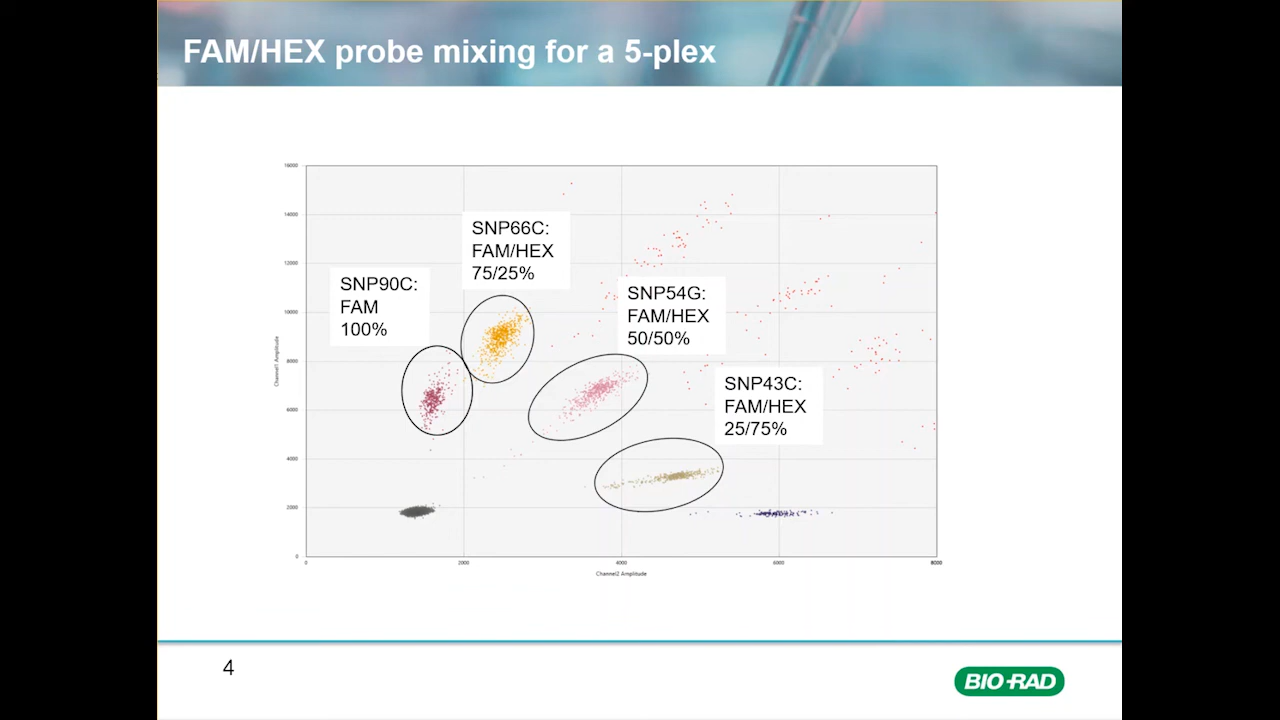 FAM/HEX probe mixing for a 5-plex
16000
14000
12000
10000
8000
6000
4000
2000
0
Channel1 Amplitude
SNP66C:
FAM/HEX
75/25%
SNP90C:
FAM
100%
SNP54G:
FAM/HEX
50/50%
SNP43C:
FAM/HEX
25/75%
0
2000
4000
6000
8000
Channel2 Amplitude
4
BIO-RAD